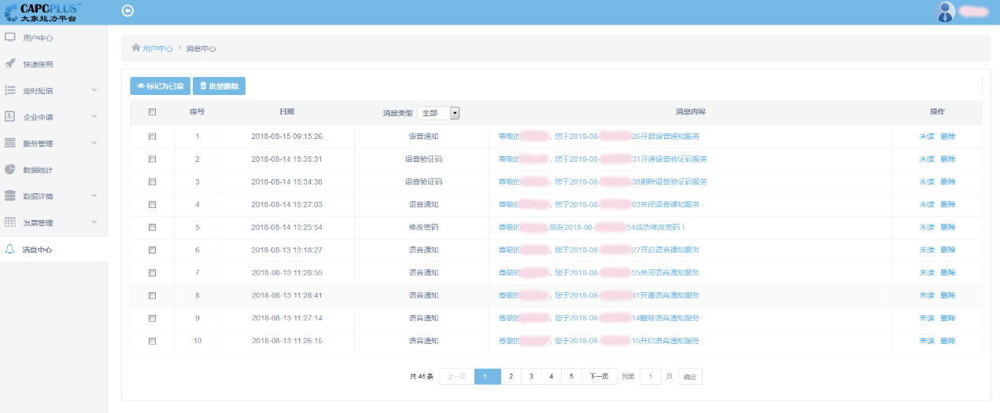 CAPCPLUS™
大象能力平台
用户中心
快速使用
定时短信
企业申请
服务管理
数据统计
数据详情
发票管理
消息中心
用户中心 > 消息中心
标记为已读 批量删除
序号 日期 消息类型 全部 消息内容 操作
1 2018-08-15 09:15:26 语音通知 尊敬的 ，您于2018-08- 26开启语音通知服务 未读 删除
2 2018-08-14 15:35:31 语音验证码 尊敬的 ，您于2018-08- 31开通语音验证码服务 未读 删除
3 2018-08-14 15:34:38 语音验证码 尊敬的 ，您于2018-08- 38删除语音验证码服务 未读 删除
4 2018-08-14 15:27:03 语音通知 尊敬的 ，您于2018-08- 03关闭语音通知服务 未读 删除
5 2018-08-14 13:25:54 修改密码 尊敬的 ,您在2018-08- 54成功修改密码！ 未读 删除
6 2018-08-13 13:18:27 语音通知 尊敬的 ，您于2018-08- 27开启语音通知服务 未读 删除
7 2018-08-13 11:28:55 语音通知 尊敬的 ，您于2018-08- 55关闭语音通知服务 未读 删除
8 2018-08-13 11:28:41 语音通知 尊敬的 ，您于2018-08- 41开通语音通知服务 未读 删除
9 2018-08-13 11:27:14 语音通知 尊敬的 ，您于2018-08- 14删除语音通知服务 未读 删除
10 2018-08-13 11:26:15 语音通知 尊敬的 ，您于2018-08- 15开启语音通知服务 未读 删除
共 46 条 上一页 1 2 3 4 5 下一页 到第 1 页 确定